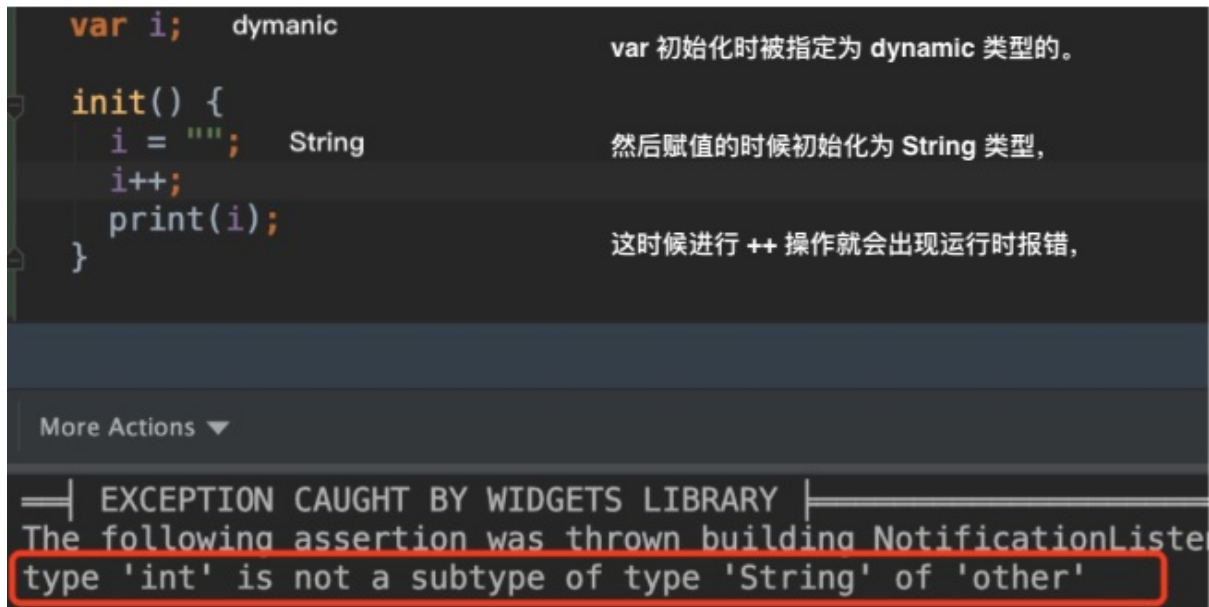 var i; dymanic
var 初始化时被指定为 dynamic 类型的。
init() {
i = ""; String
然后赋值的时候初始化为 String 类型,
i++;
print(i);
这时候进行 ++ 操作就会出现运行时报错,
}
More Actions
EXCEPTION CAUGHT BY WIDGETS LIBRARY
The following assertion was thrown building NotificationListe
type 'int' is not a subtype of type 'String' of 'other'